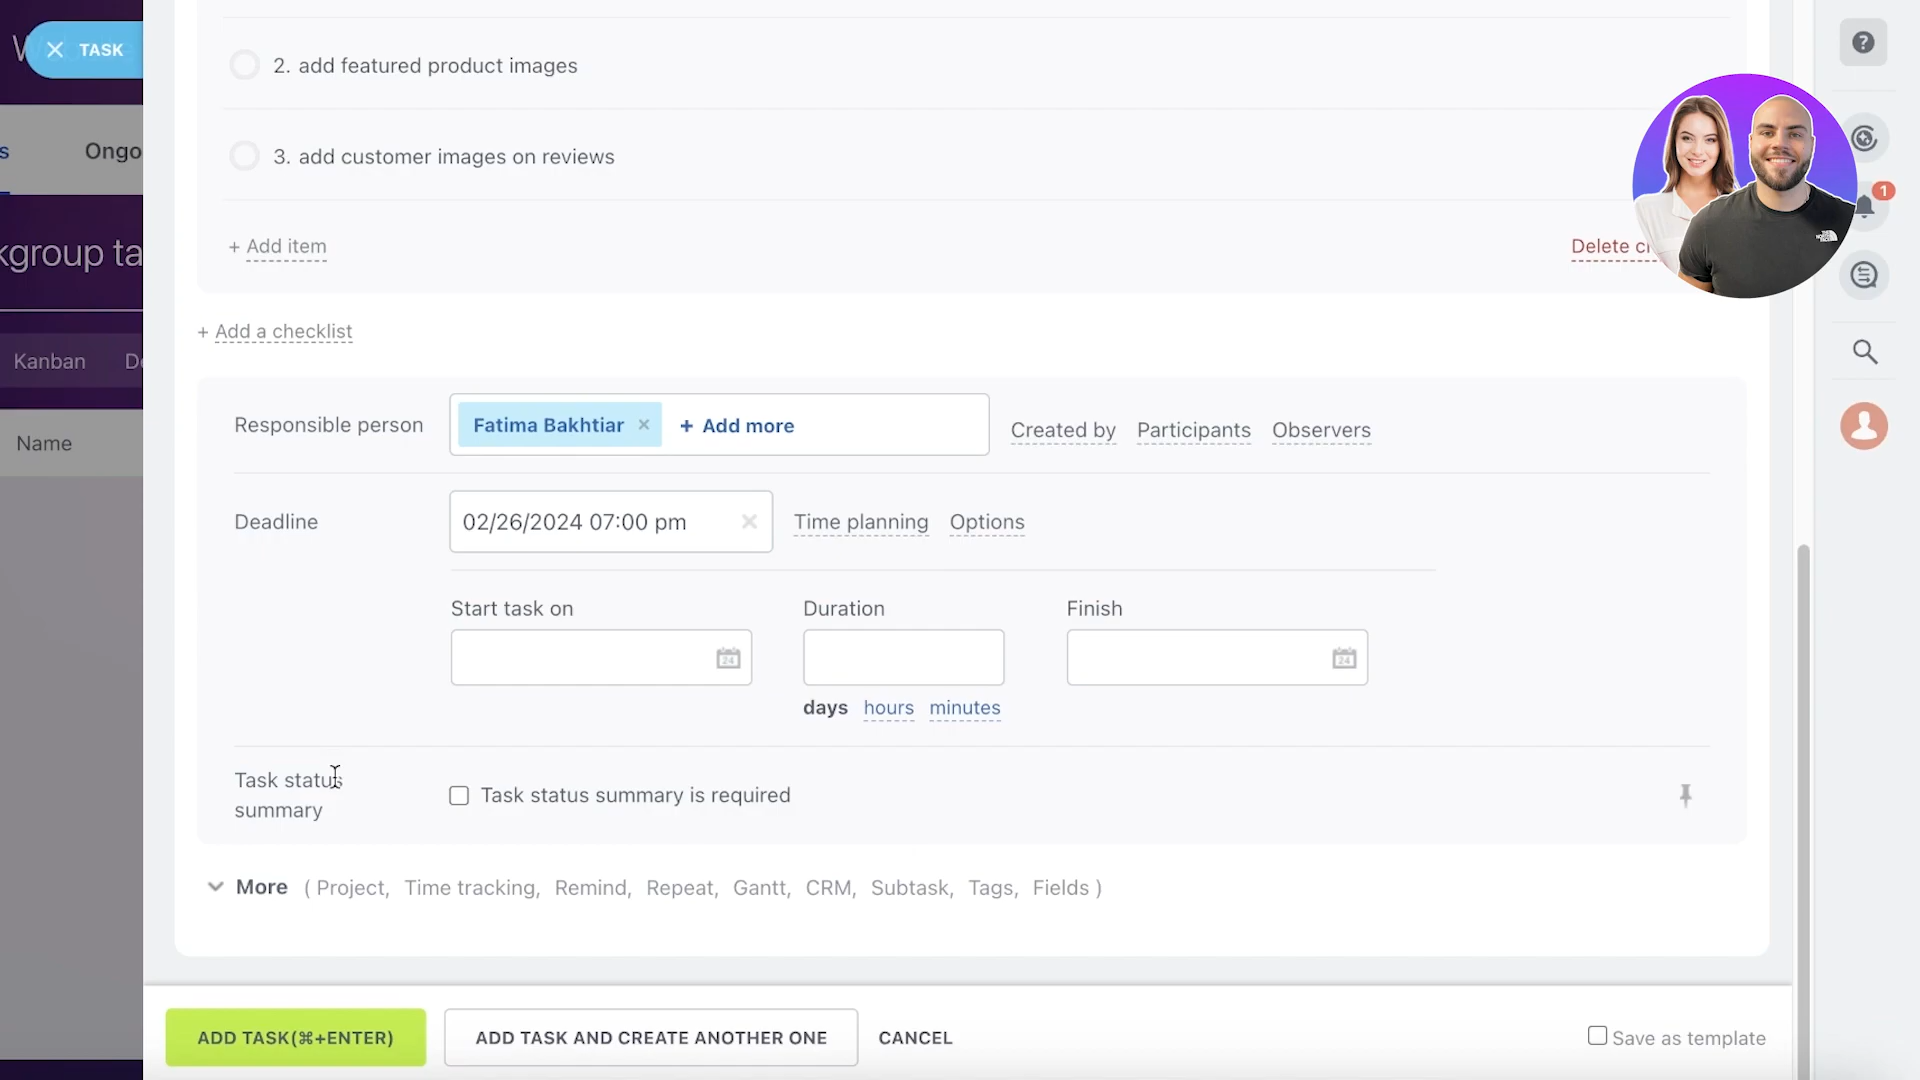 TASK
2. add featured product images
3. add customer images on reviews
Ongo
+ Add item
Delete c
kgroup ta
+ Add a checklist
Kanban
Responsible person
Fatima Bakhtiar × + Add more
Created by Participants Observers
Name
Deadline
02/26/2024 07:00 pm
Time planning Options
Start task on
Duration
Finish
24
24
days hours minutes
Task status summary
Task status summary is required
More ( Project, Time tracking, Remind, Repeat, Gantt, CRM, Subtask, Tags, Fields )
ADD TASK(⌘+ENTER)
ADD TASK AND CREATE ANOTHER ONE
CANCEL
Save as template
1